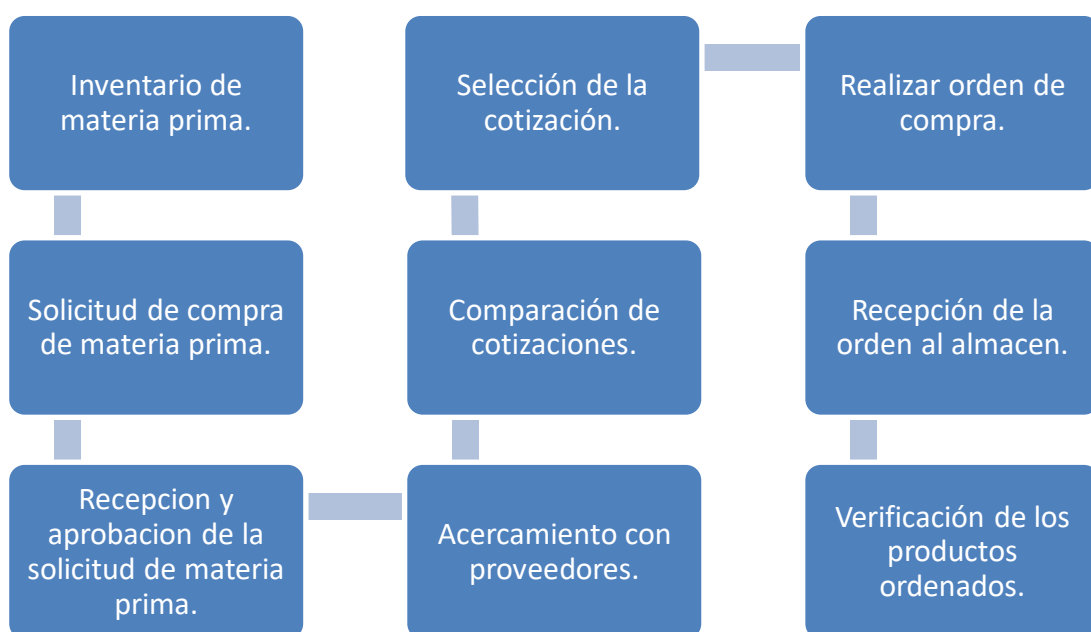 Inventario de
materia prima.
Solicitud de compra
de materia prima.
Recepcion y
aprobacion de la
solicitud de materia
prima.
Acercamiento con
proveedores.
Comparación de
cotizaciones.
Selección de la
cotización.
Realizar orden de
compra.
Recepción de la
orden al almacen.
Verificación de los
productos
ordenados.